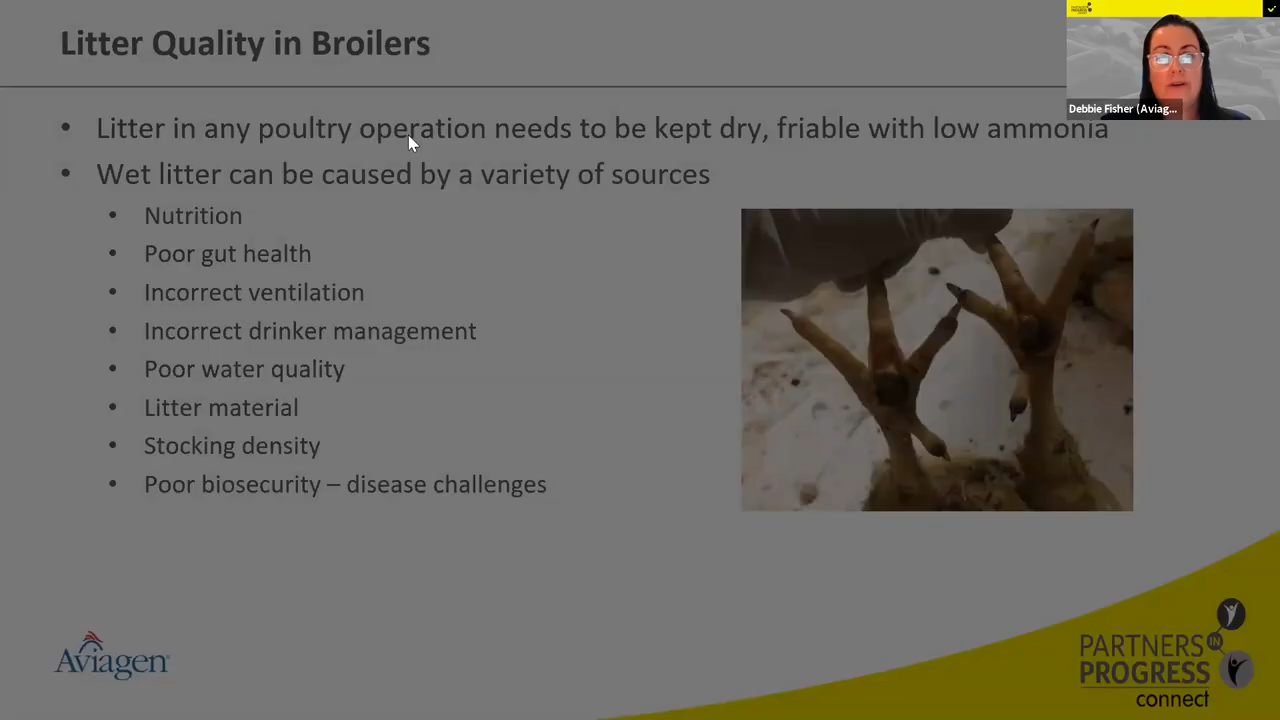 Litter Quality in Broilers
Debbie Fisher (Aviag...
• Litter in any poultry operation needs to be kept dry, friable with low ammonia
• Wet litter can be caused by a variety of sources
• Nutrition
• Poor gut health
• Incorrect ventilation
• Incorrect drinker management
• Poor water quality
• Litter material
• Stocking density
• Poor biosecurity – disease challenges
Aviagen
PARTNERS
IN
PROGRESS
connect